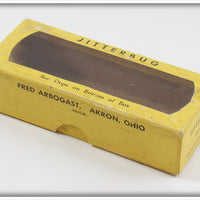 JITTERBUG
See Dope on Bottom of Box
FRED ARBOGAST, AKRON, OHIO